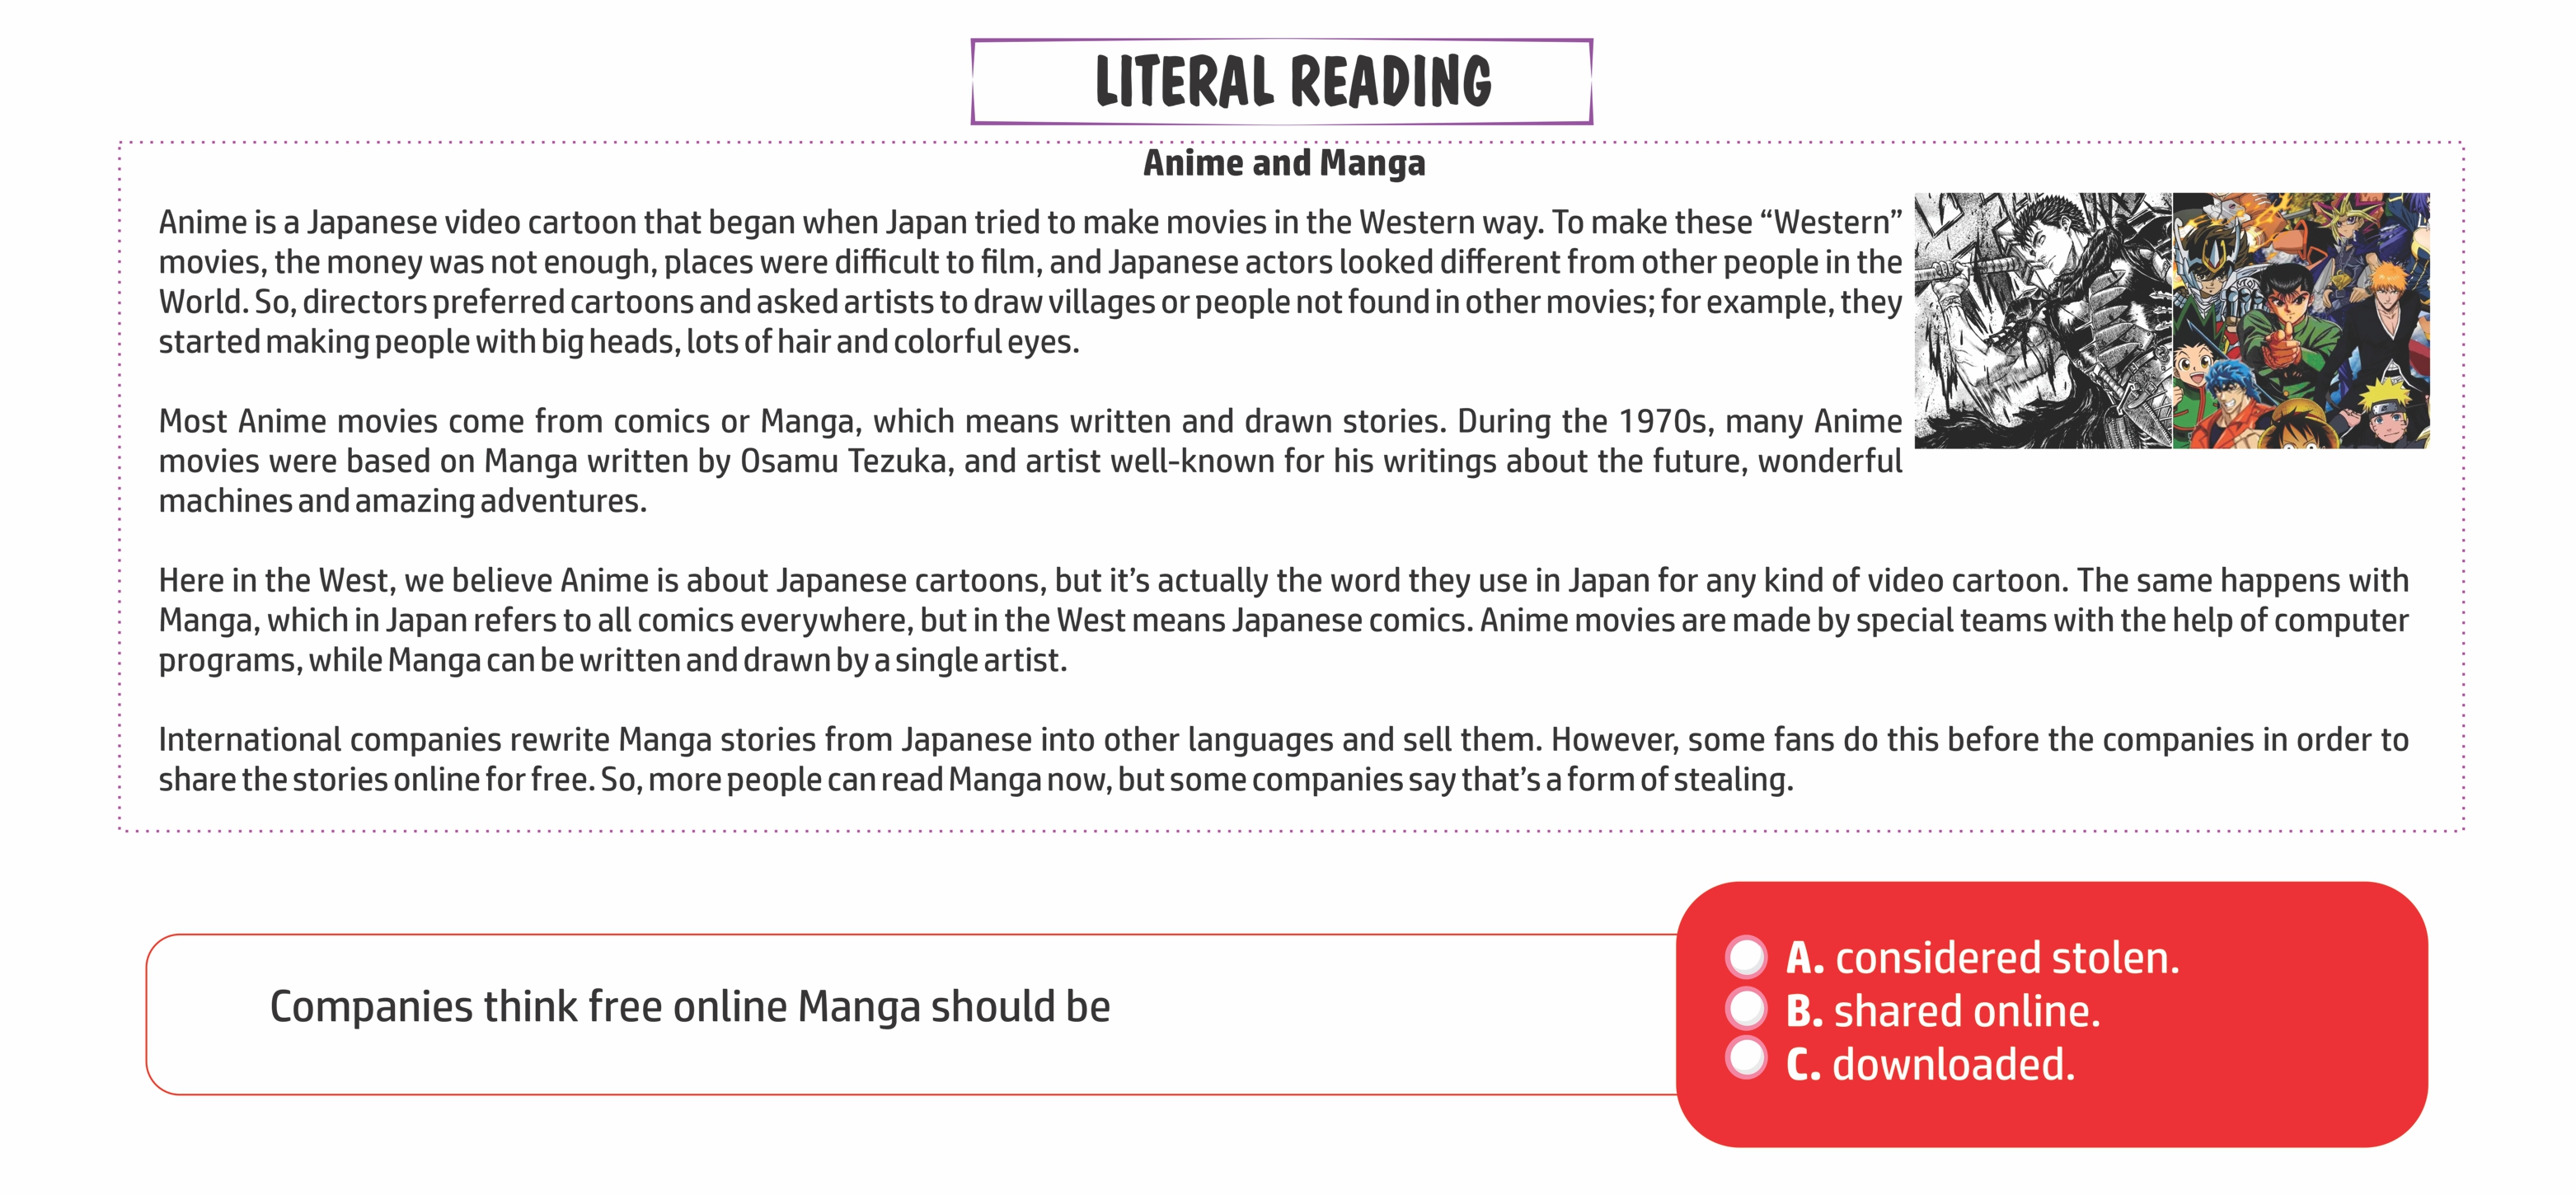 LITERAL READING
Anime and Manga
Anime is a Japanese video cartoon that began when Japan tried to make movies in the Western way. To make these “Western”
movies, the money was not enough, places were difficult to film, and Japanese actors looked different from other people in the
World. So, directors preferred cartoons and asked artists to draw villages or people not found in other movies; for example, they
started making people with big heads, lots of hair and colorful eyes.
Most Anime movies come from comics or Manga, which means written and drawn stories. During the 1970s, many Anime
movies were based on Manga written by Osamu Tezuka, and artist well-known for his writings about the future, wonderful
machines and amazing adventures.
Here in the West, we believe Anime is about Japanese cartoons, but it’s actually the word they use in Japan for any kind of video cartoon. The same happens with
Manga, which in Japan refers to all comics everywhere, but in the West means Japanese comics. Anime movies are made by special teams with the help of computer
programs, while Manga can be written and drawn by a single artist.
International companies rewrite Manga stories from Japanese into other languages and sell them. However, some fans do this before the companies in order to
share the stories online for free. So, more people can read Manga now, but some companies say that’s a form of stealing.
Companies think free online Manga should be
A. considered stolen.
B. shared online.
C. downloaded.